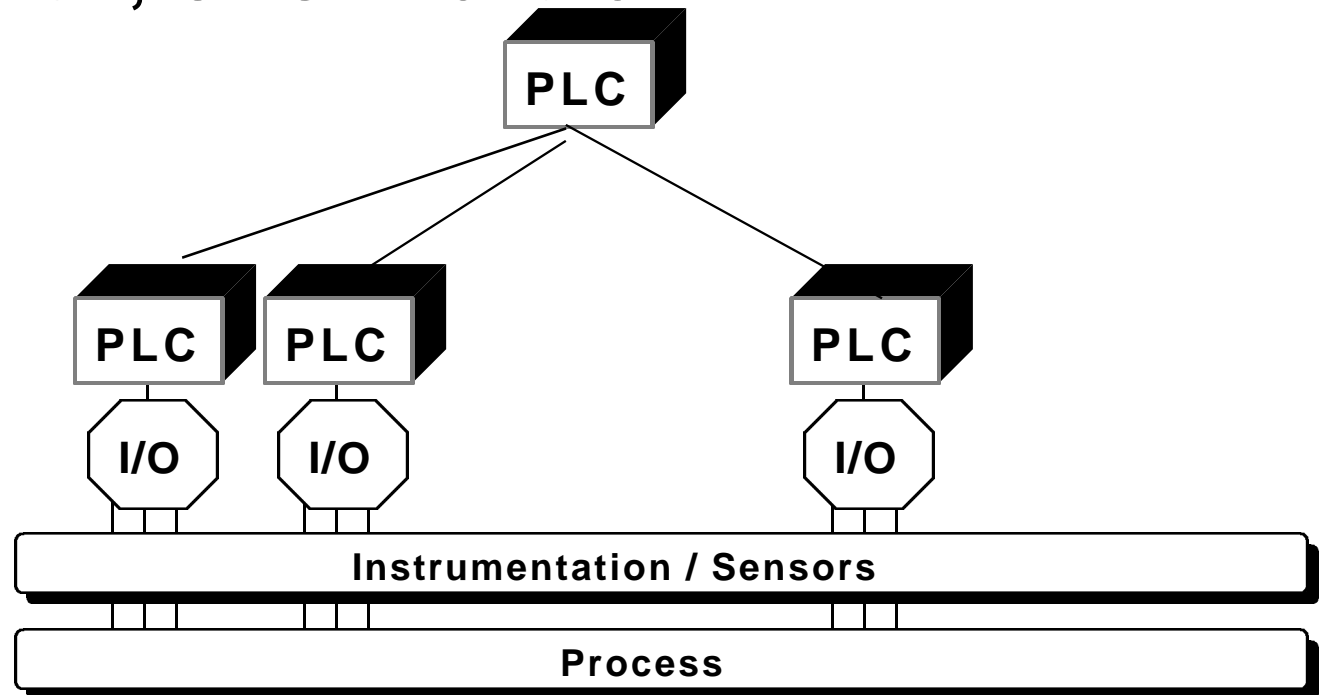 PLC
PLC PLC PLC
I/O I/O I/O
Instrumentation / Sensors
Process